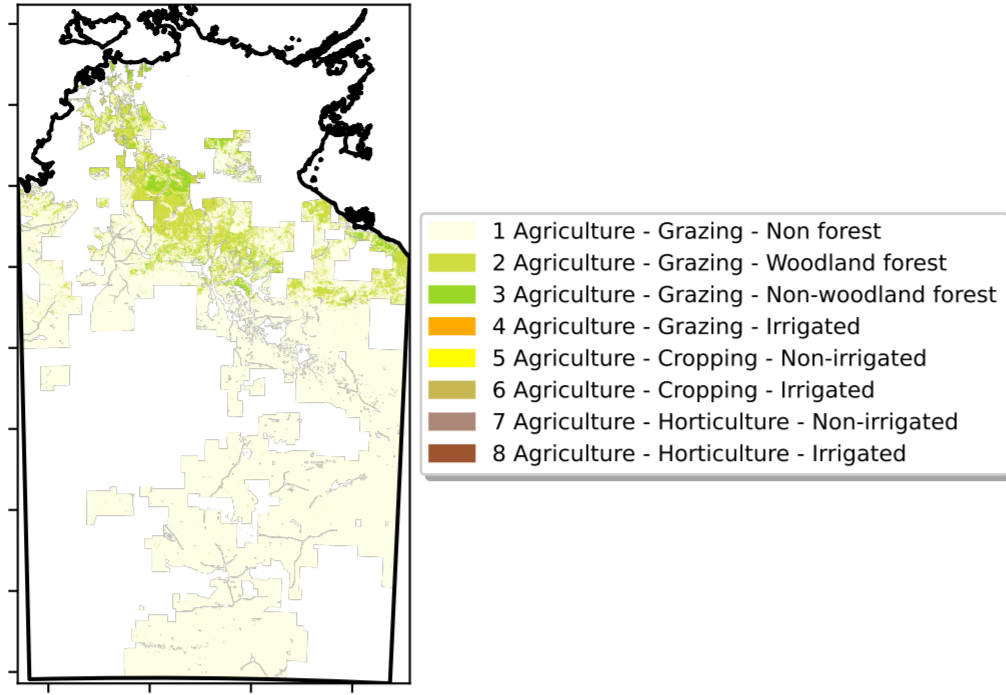 1 Agriculture - Grazing - Non forest
2 Agriculture - Grazing - Woodland forest
3 Agriculture - Grazing - Non-woodland forest
4 Agriculture - Grazing - Irrigated
5 Agriculture - Cropping - Non-irrigated
6 Agriculture - Cropping - Irrigated
7 Agriculture - Horticulture - Non-irrigated
8 Agriculture - Horticulture - Irrigated